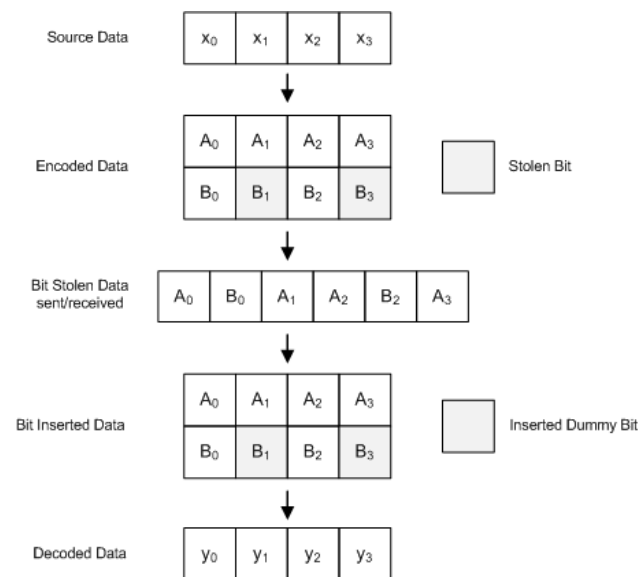 Source Data x₀ x₁ x₂ x₃
A₀ A₁ A₂ A₃
Encoded Data
B₀ B₁ B₂ B₃
Stolen Bit
Bit Stolen Data
sent/received
A₀ B₀ A₁ A₂ B₂ A₃
A₀ A₁ A₂ A₃
Bit Inserted Data
B₀ B₁ B₂ B₃
Inserted Dummy Bit
Decoded Data y₀ y₁ y₂ y₃